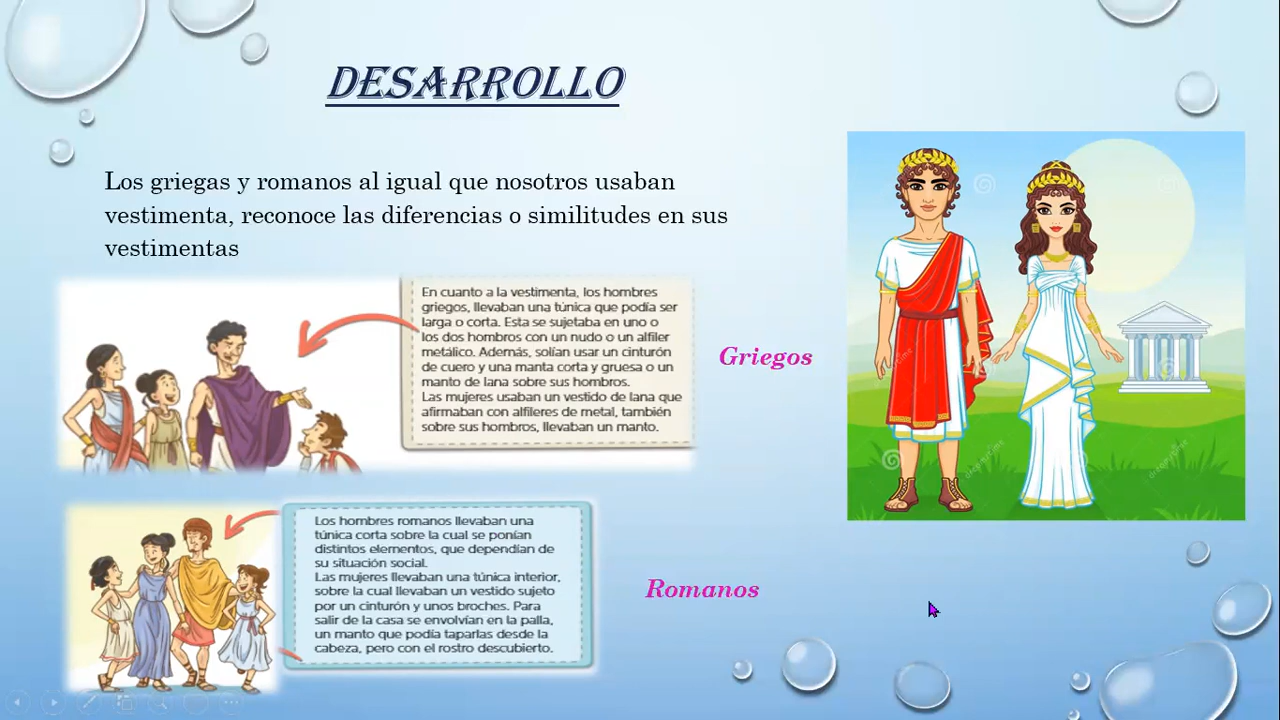 DESARROLLO
Los griegas y romanos al igual que nosotros usaban
vestimenta, reconoce las diferencias o similitudes en sus
vestimentas
En cuanto a la vestimenta, los hombres
griegos, llevaban una túnica que podía ser
larga o corta. Esta se sujetaba en uno o
los dos hombros con un nudo o un alfiler
metálico. Además, solían usar un cinturón
de cuero y una manta corta y gruesa o un
manto de lana sobre sus hombros.
Las mujeres usaban un vestido de lana que
afirmaban con alfileres de metal, también
sobre sus hombros, llevaban un manto.
Griegos
Los hombres romanos llevaban una
túnica corta sobre la cual se ponían
distintos elementos, que dependían de
su situación social.
Las mujeres llevaban una túnica interior,
sobre la cual llevaban un vestido sujeto
por un cinturón y unos broches. Para
salir de la casa se envolvían en la palla,
un manto que podía taparlas desde la
cabeza, pero con el rostro descubierto.
Romanos